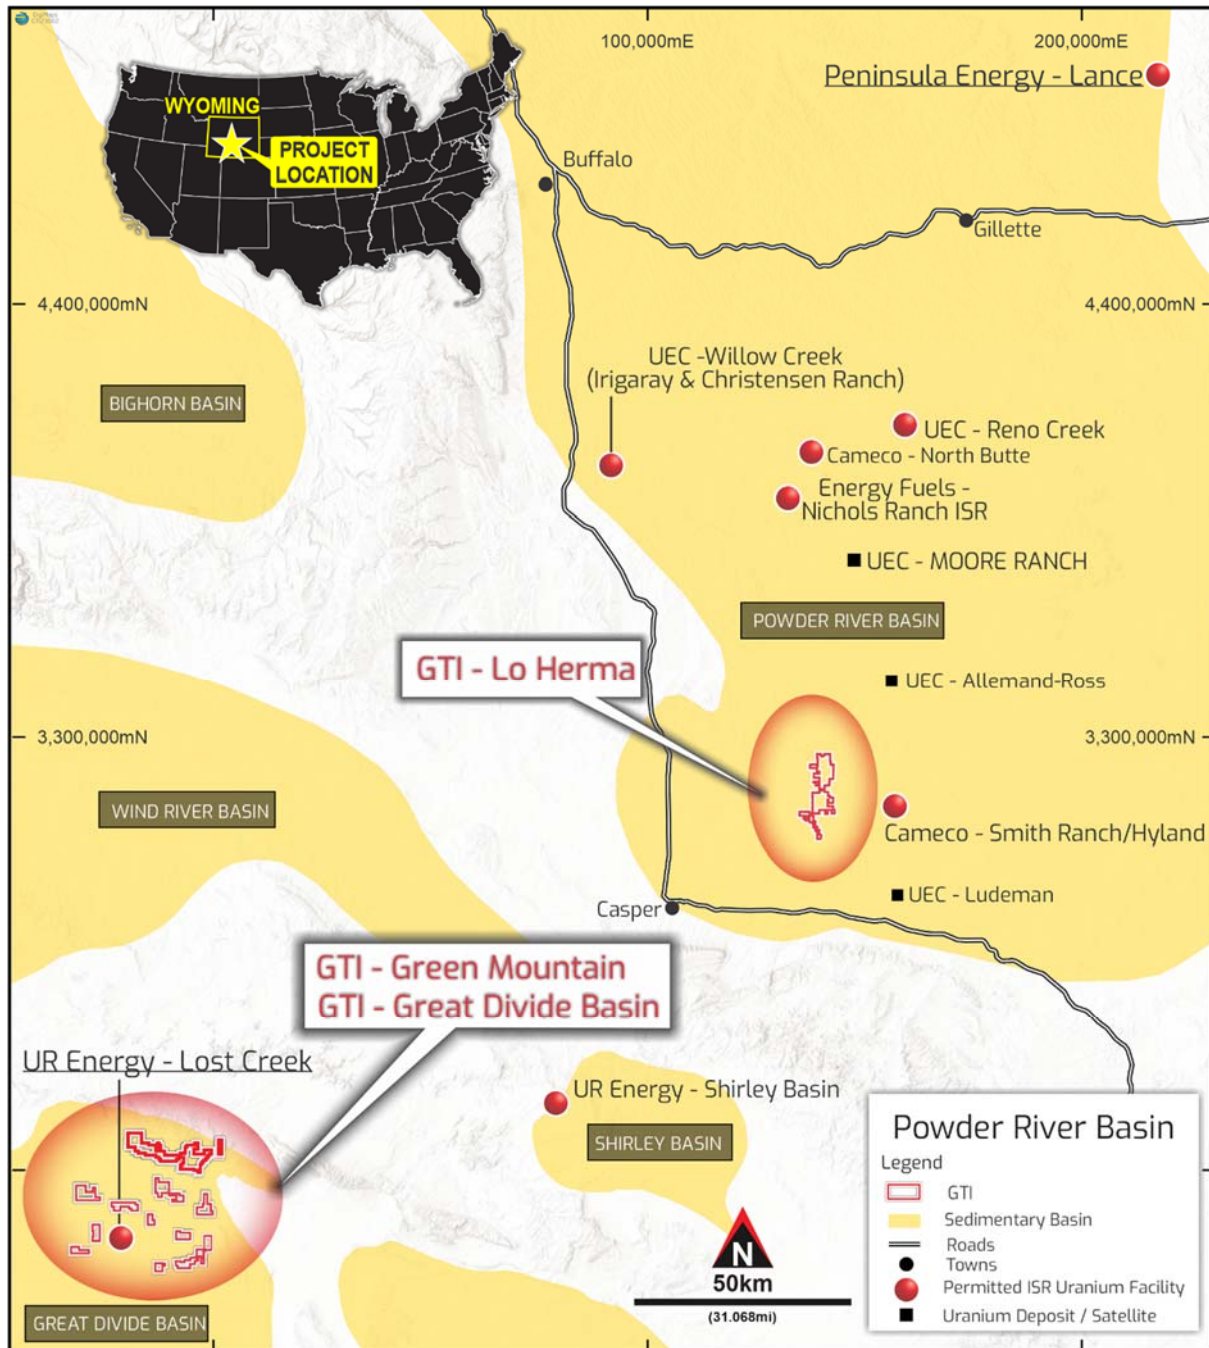 100,000mE
200,000mE
Peninsula Energy - Lance
WYOMING
PROJECT
LOCATION
Buffalo
Gillette
4,400,000mN
4,400,000mN
UEC -Willow Creek
(Irigaray & Christensen Ranch)
BIGHORN BASIN
UEC - Reno Creek
Cameco - North Butte
Energy Fuels -
Nichols Ranch ISR
UEC - MOORE RANCH
POWDER RIVER BASIN
GTI - Lo Herma
UEC - Allemand-Ross
3,300,000mN
3,300,000mN
WIND RIVER BASIN
Cameco - Smith Ranch/Hyland
UEC - Ludeman
Casper
GTI - Green Mountain
GTI - Great Divide Basin
UR Energy - Lost Creek
UR Energy - Shirley Basin
SHIRLEY BASIN
GREAT DIVIDE BASIN
N
50km
(31.068mi)
Powder River Basin
Legend
GTI
Sedimentary Basin
Roads
Towns
Permitted ISR Uranium Facility
Uranium Deposit / Satellite